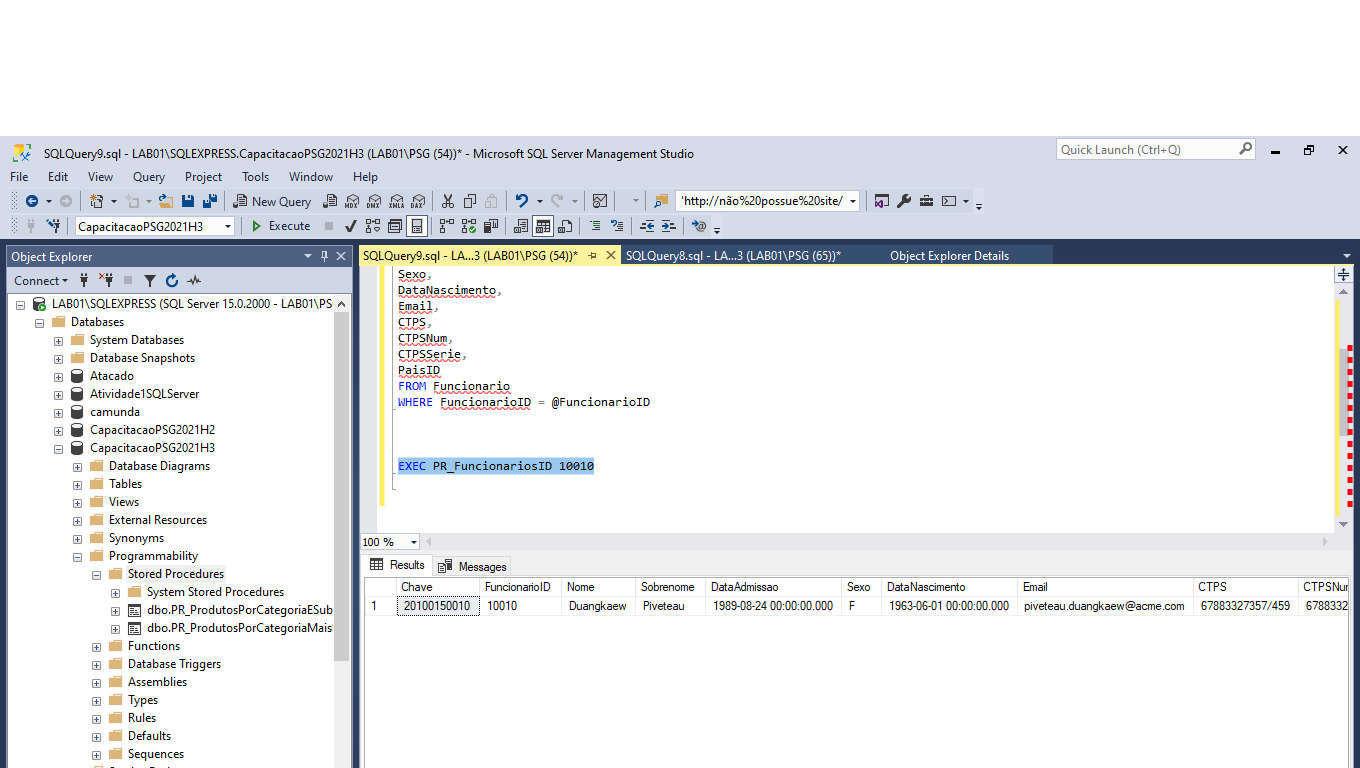 SQLQuery9.sql - LAB01\SQLEXPRESS.CapacitacaoPSG2021H3 (LAB01\PSG (54))* - Microsoft SQL Server Management Studio
Quick Launch (Ctrl+Q)
File Edit View Query Project Tools Window Help
New Query MDX DMX XMLA DAX 'http://não%20possue%20site/
CapacitacaoPSG2021H3 Execute
Object Explorer
SQLQuery9.sql - LA...3 (LAB01\PSG (54))* SQLQuery8.sql - LA...3 (LAB01\PSG (65))* Object Explorer Details
Connect
LAB01\SQLEXPRESS (SQL Server 15.0.2000 - LAB01\PS
Databases
System Databases
Database Snapshots
Atacado
Atividade1SQLServer
camunda
CapacitacaoPSG2021H2
CapacitacaoPSG2021H3
Database Diagrams
Tables
Views
External Resources
Synonyms
Programmability
Stored Procedures
System Stored Procedures
dbo.PR_ProdutosPorCategoriaESub
dbo.PR_ProdutosPorCategoriaMais
Functions
Database Triggers
Assemblies
Types
Rules
Defaults
Sequences
Sexo,
DataNascimento,
Email,
CTPS,
CTPSNum,
CTPSSerie,
PaisID
FROM Funcionario
WHERE FuncionarioID = @FuncionarioID
EXEC PR_FuncionariosID 10010
100 %
Results Messages
Chave FuncionarioID Nome Sobrenome DataAdmissao Sexo DataNascimento Email CTPS CTPSNur
1 20100150010 10010 Duangkaew Piveteau 1989-08-24 00:00:00.000 F 1963-06-01 00:00:00.000 piveteau.duangkaew@acme.com 67883327357/459 6788332